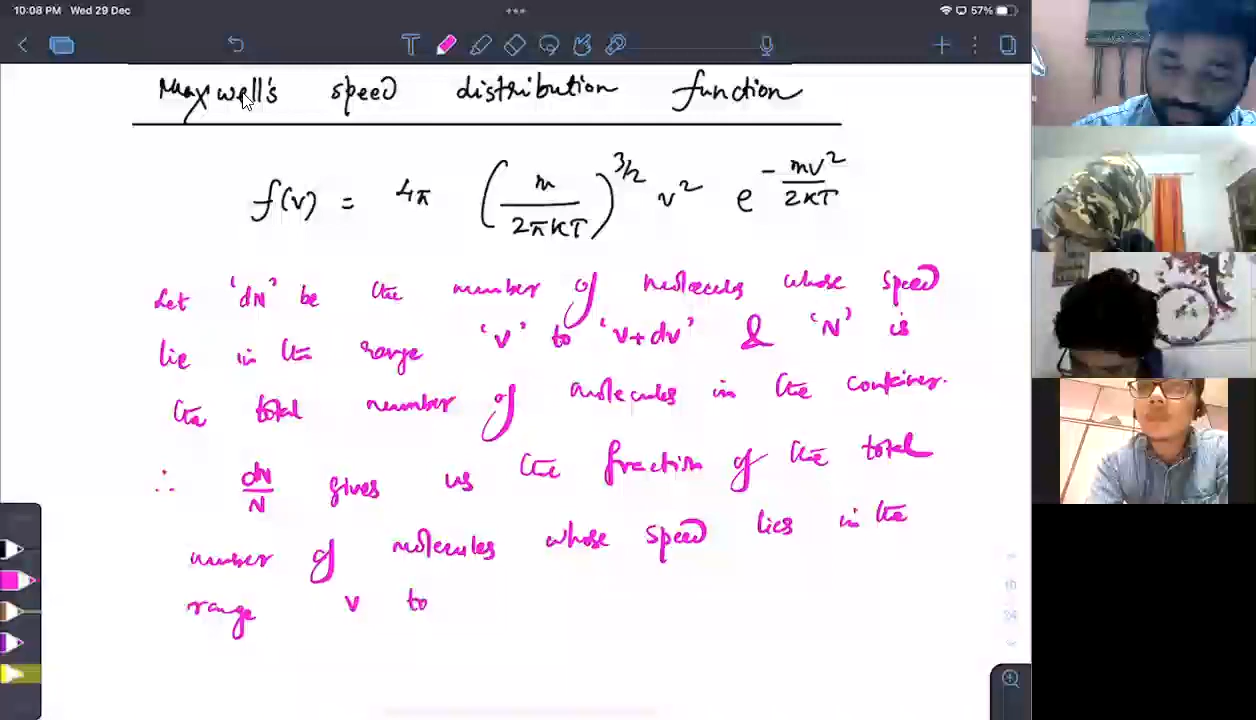 10:08 PM Wed 29 Dec
57%
Maxwell's speed distribution function
f(v) = 4π (m/2πKT)^3/2 v² e^-mv²/2KT
Let 'dN' be the number of molecules whose speed
lie in the range 'v' to 'v+dv' & 'N' is
the total number of molecules in the container.
∴ dN/N gives us the fraction of the total
number of molecules whose speed lies in the
range v to